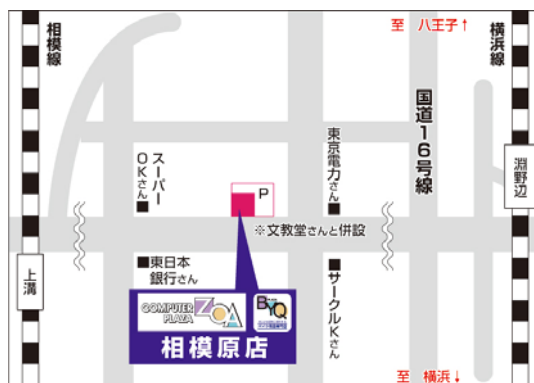 至 八王子↑
相模線
横浜線
国道16号線
スーパー
OKさん
東京電力さん
淵野辺
P
※文教堂さんと併設
上溝
■東日本
銀行さん
サークルKさん
COMPUTER
PLAZA
ZOA
BYQ
相模原店
至 横浜↓